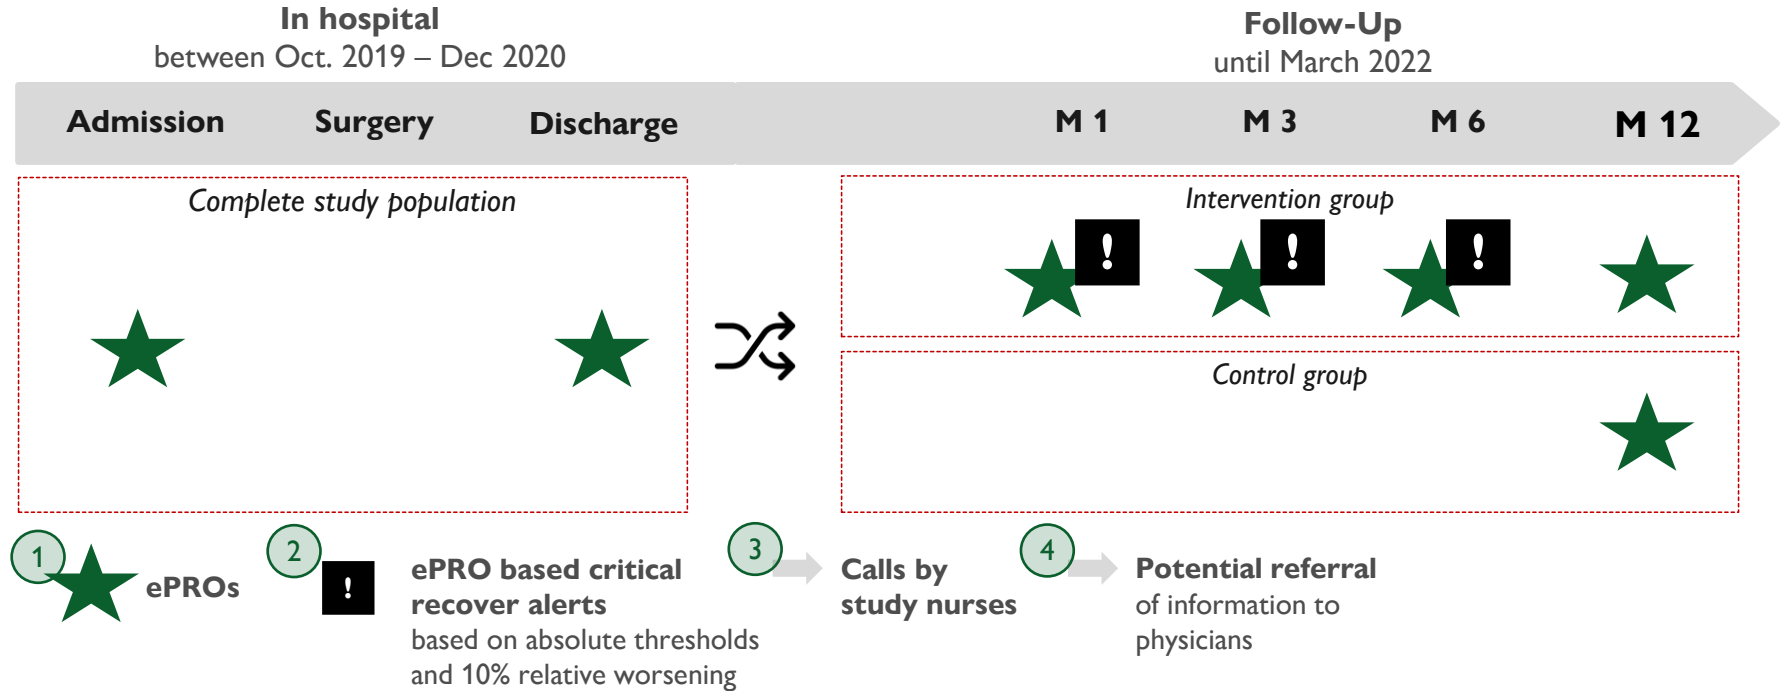 In hospital
between Oct. 2019 – Dec 2020
Follow-Up
until March 2022
Admission
Surgery
Discharge
M 1
M 3
M 6
M 12
Complete study population
Intervention group
!
!
!
Control group
1
ePROs
2
!
ePRO based critical
recover alerts
based on absolute thresholds
and 10% relative worsening
3
Calls by
study nurses
4
Potential referral
of information to
physicians